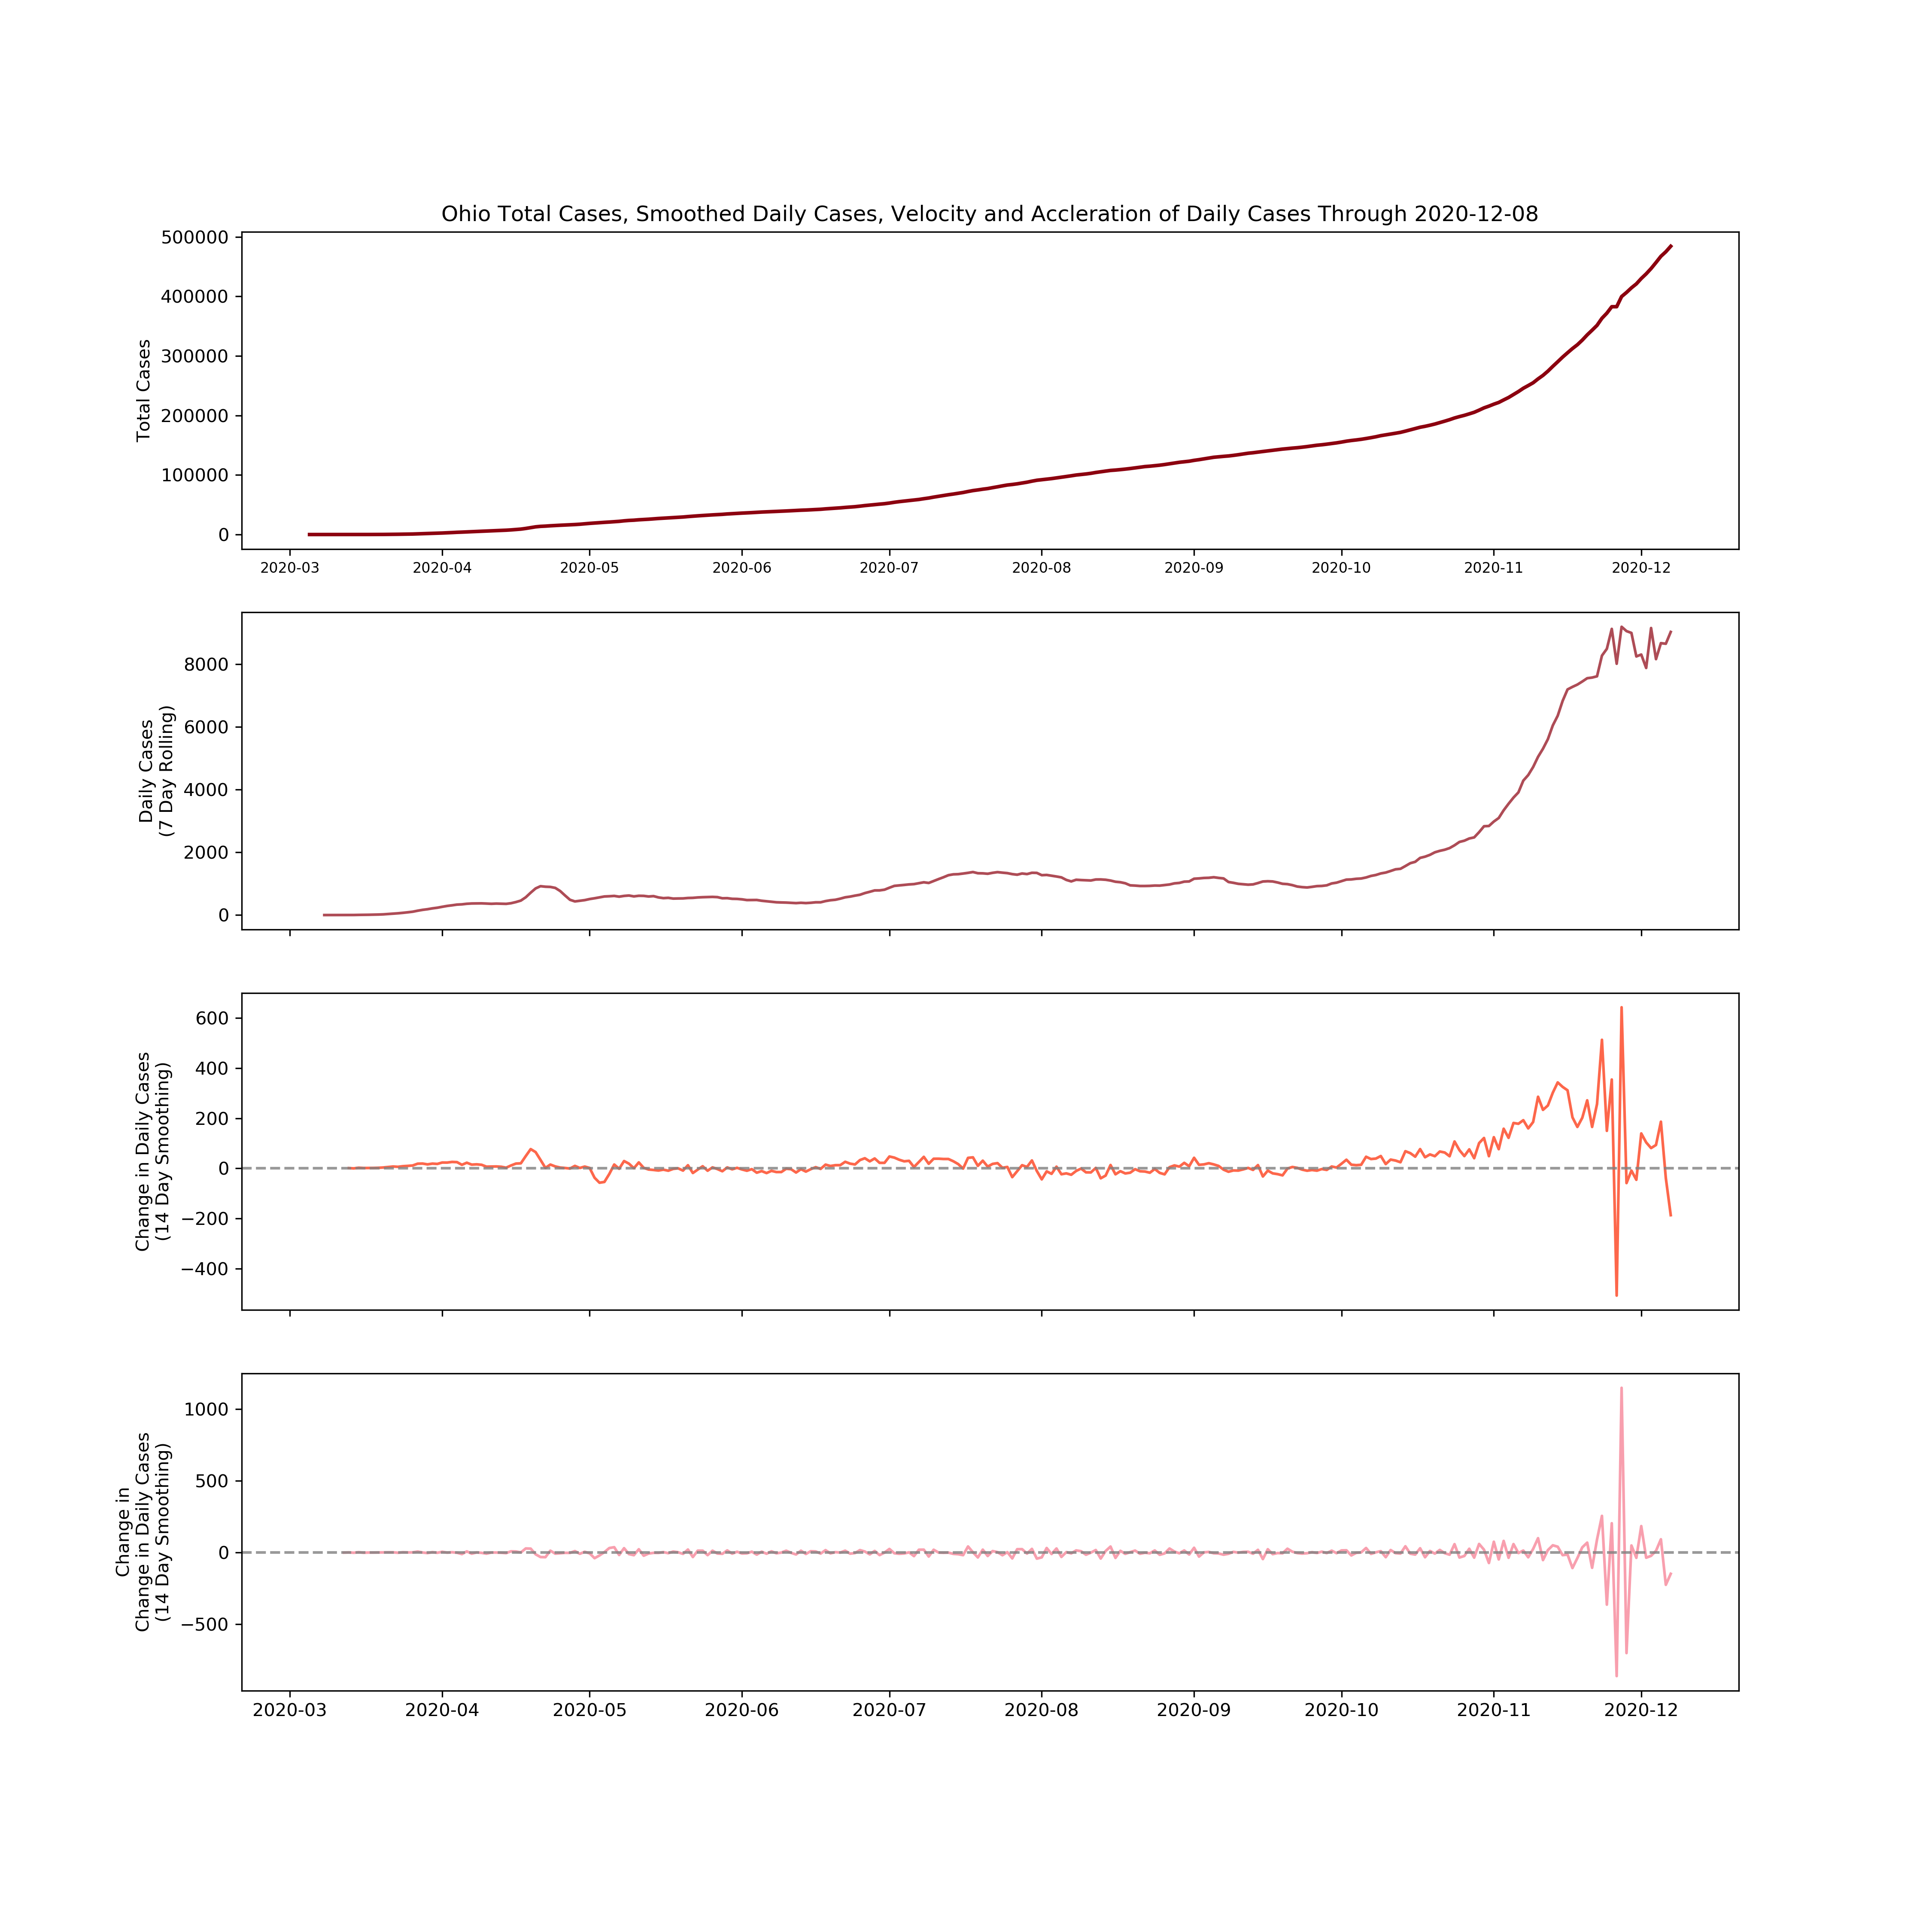 Ohio Total Cases, Smoothed Daily Cases, Velocity and Accleration of Daily Cases Through 2020-12-08
Total Cases
500000
400000
300000
200000
100000
0
2020-03 2020-04 2020-05 2020-06 2020-07 2020-08 2020-09 2020-10 2020-11 2020-12
Daily Cases
(7 Day Rolling)
8000
6000
4000
2000
0
Change in Daily Cases
(14 Day Smoothing)
600
400
200
0
−200
−400
Change in
Change in Daily Cases
(14 Day Smoothing)
1000
500
0
−500
2020-03 2020-04 2020-05 2020-06 2020-07 2020-08 2020-09 2020-10 2020-11 2020-12